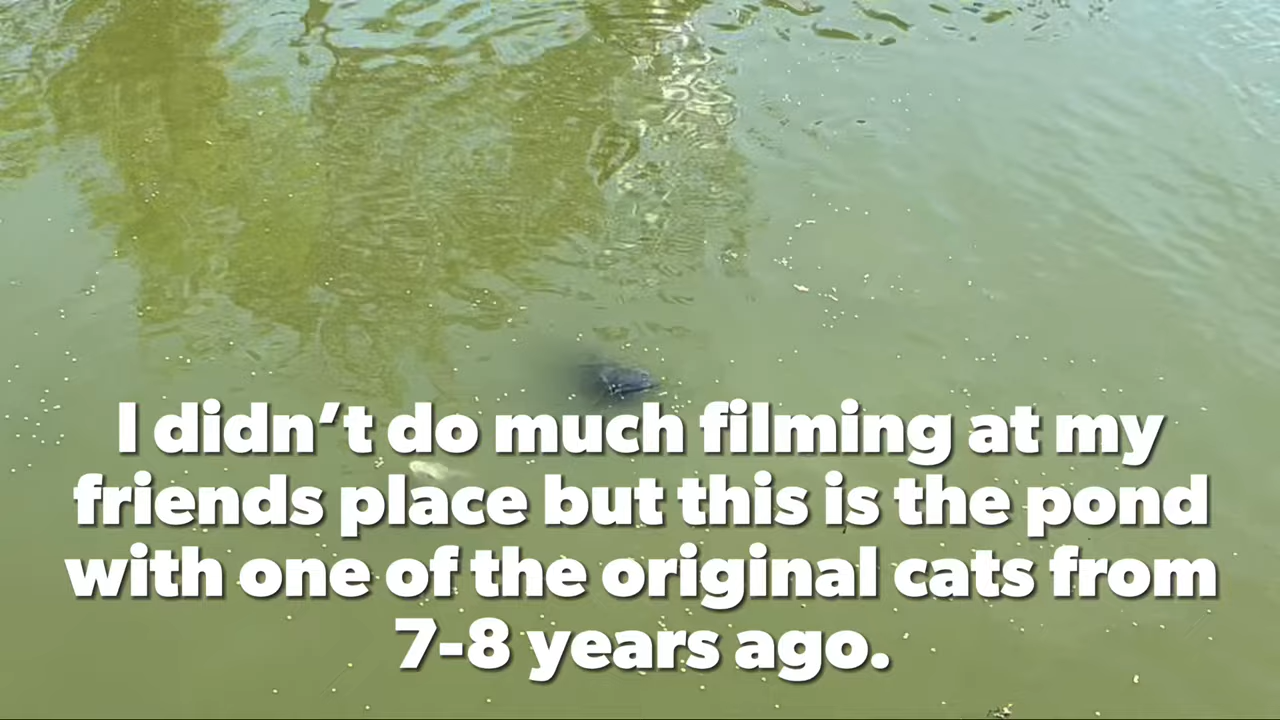 I didn’t do much filming at my
friends place but this is the pond
with one of the original cats from
7-8 years ago.